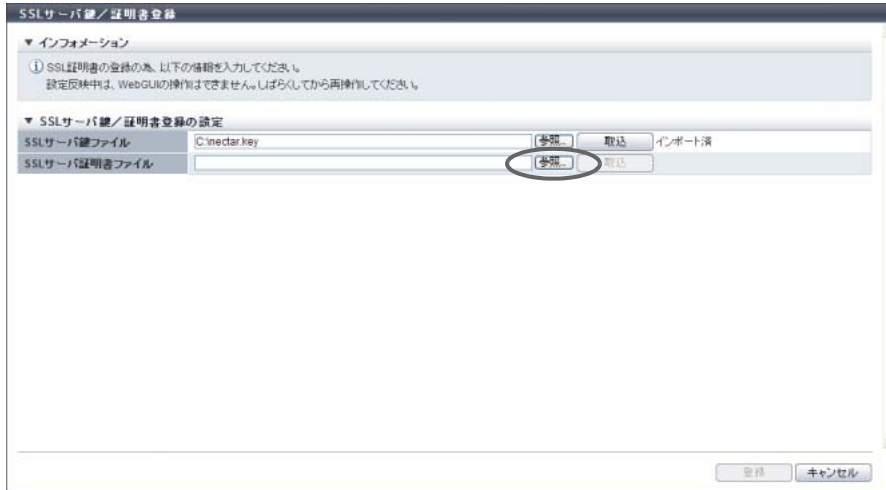 SSLサーバ鍵／証明書登録
▼ インフォメーション
SSL証明書の登録の為、以下の情報を入力してください。
設定反映中は、WebGUIの操作はできません。しばらくしてから再操作してください。
▼ SSLサーバ鍵／証明書登録の設定
SSLサーバ鍵ファイル C:\nectar.key 参照... 取込 インポート済
SSLサーバ証明書ファイル 参照... 取込
登録 キャンセル